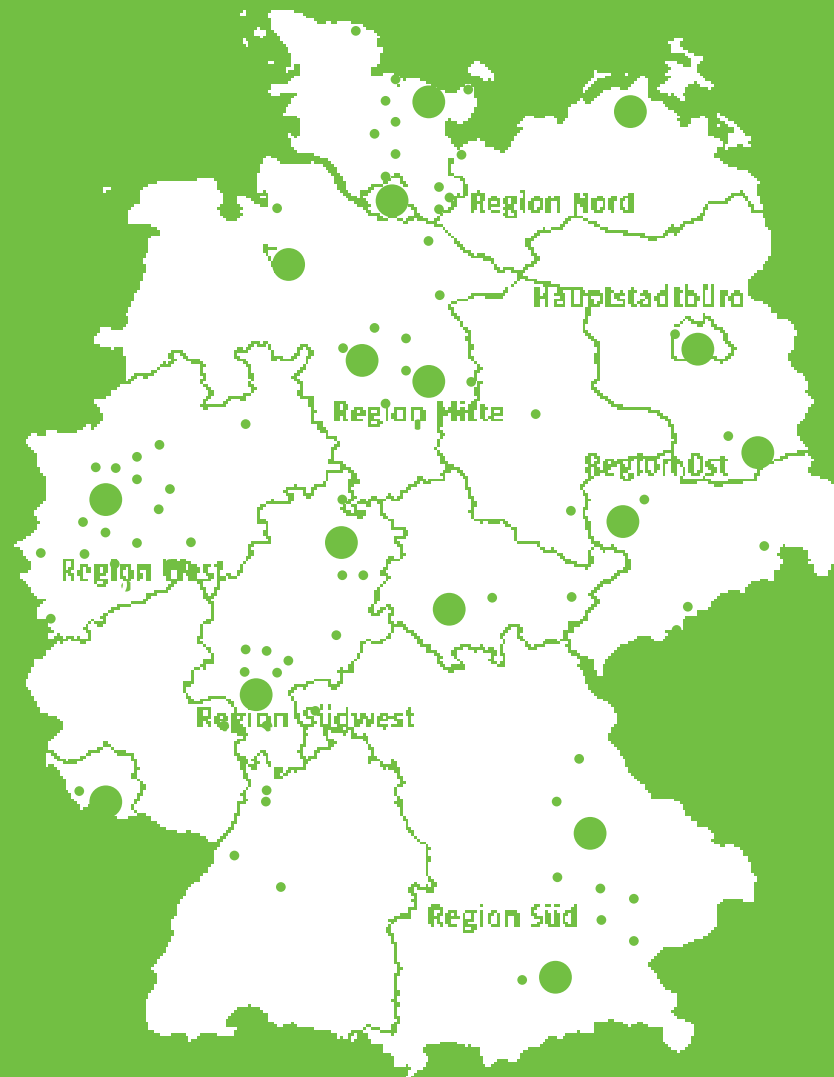 Region Nord
Hauptstadtbüro
Region Mitte
Region Ost
Region West
Region Südwest
Region Süd